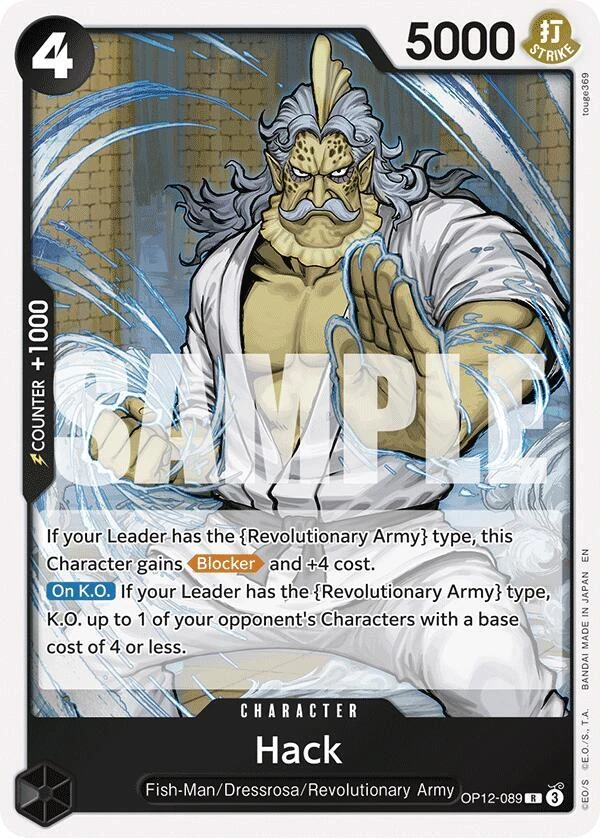 4
5000
打
STRIKE
touge369
COUNTER +1000
SAMPLE
If your Leader has the {Revolutionary Army} type, this
Character gains Blocker and +4 cost.
On K.O. If your Leader has the {Revolutionary Army} type,
K.O. up to 1 of your opponent's Characters with a base
cost of 4 or less.
CHARACTER
Hack
Fish-Man/Dressrosa/Revolutionary Army
OP12-089 R 3
©EO/S ©E.O./S., T.A. BANDAI MADE IN JAPAN EN